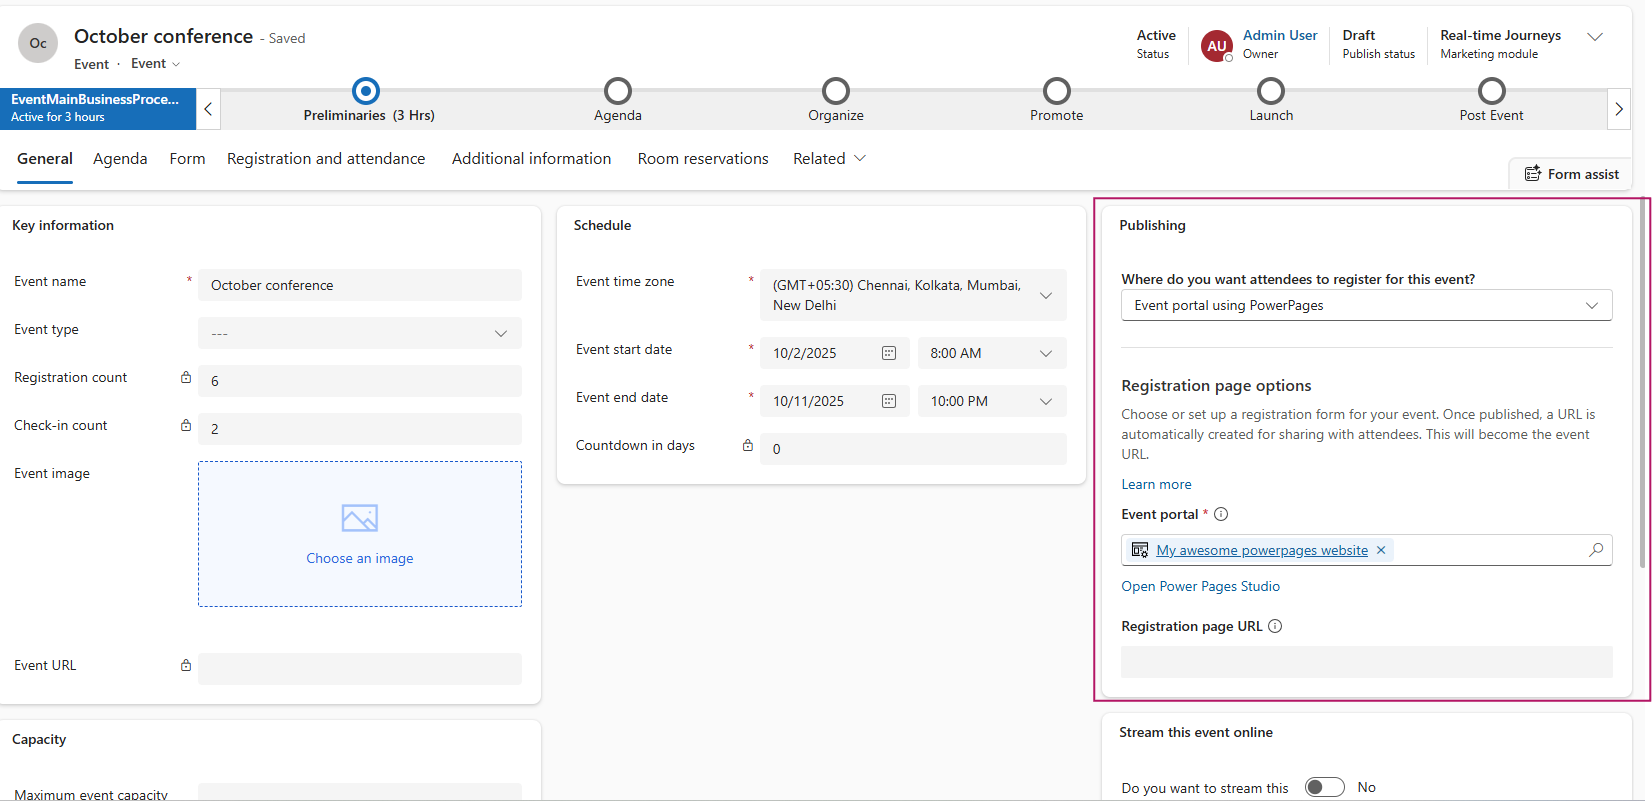 Oc
October conference - Saved
Event · Event
Active
Status
AU
Admin User
Owner
Draft
Publish status
Real-time Journeys
Marketing module
EventMainBusinessProce...
Active for 3 hours
Preliminaries (3 Hrs)
Agenda
Organize
Promote
Launch
Post Event
General
Agenda
Form
Registration and attendance
Additional information
Room reservations
Related
Form assist
Key information
Event name *
October conference
Event type
---
Registration count
6
Check-in count
2
Event image
Choose an image
Event URL
Capacity
Maximum event capacity
Schedule
Event time zone *
(GMT+05:30) Chennai, Kolkata, Mumbai,
New Delhi
Event start date *
10/2/2025
8:00 AM
Event end date *
10/11/2025
10:00 PM
Countdown in days
0
Publishing
Where do you want attendees to register for this event?
Event portal using PowerPages
Registration page options
Choose or set up a registration form for your event. Once published, a URL is
automatically created for sharing with attendees. This will become the event
URL.
Learn more
Event portal *
My awesome powerpages website
Open Power Pages Studio
Registration page URL
Stream this event online
Do you want to stream this
No